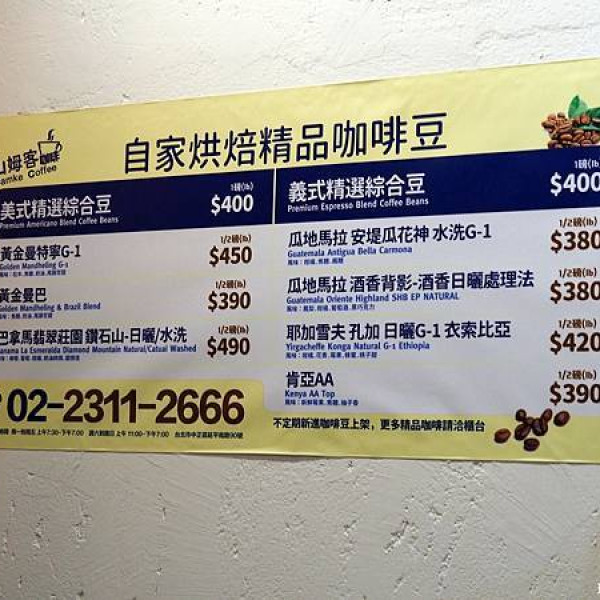 山姆客
amke Coffee
自家烘焙精品咖啡豆
美式精選綜合豆
Premium Americano Blend Coffee Beans
1磅(lb)
$400
黃金曼特寧G-1
Golden Mandheling G-1
1/2磅(lb)
$450
黃金曼巴
Golden Mandheling & Brazil Blend
1/2磅(lb)
$390
巴拿馬翡翠莊園 鑽石山-日曬/水洗
Panama La Esmeralda Diamond Mountain Natural/Catuai Washed
1/2磅(lb)
$490
02-2311-2666
義式精選綜合豆
Premium Espresso Blend Coffee Beans
1磅(lb)
$400
瓜地馬拉 安堤瓜花神 水洗G-1
Guatemala Antigua Bella Carmona
1/2磅(lb)
$380
瓜地馬拉 酒香背影-酒香日曬處理法
Guatemala Oriente Highland SHB EP NATURAL
1/2磅(lb)
$380
耶加雪夫 孔加 日曬G-1 衣索比亞
Yirgacheffe Konga Natural G-1 Ethiopia
1/2磅(lb)
$420
肯亞AA
Kenya AA Top
1/2磅(lb)
$390
不定期新進咖啡豆上架，更多精品咖啡請洽櫃台